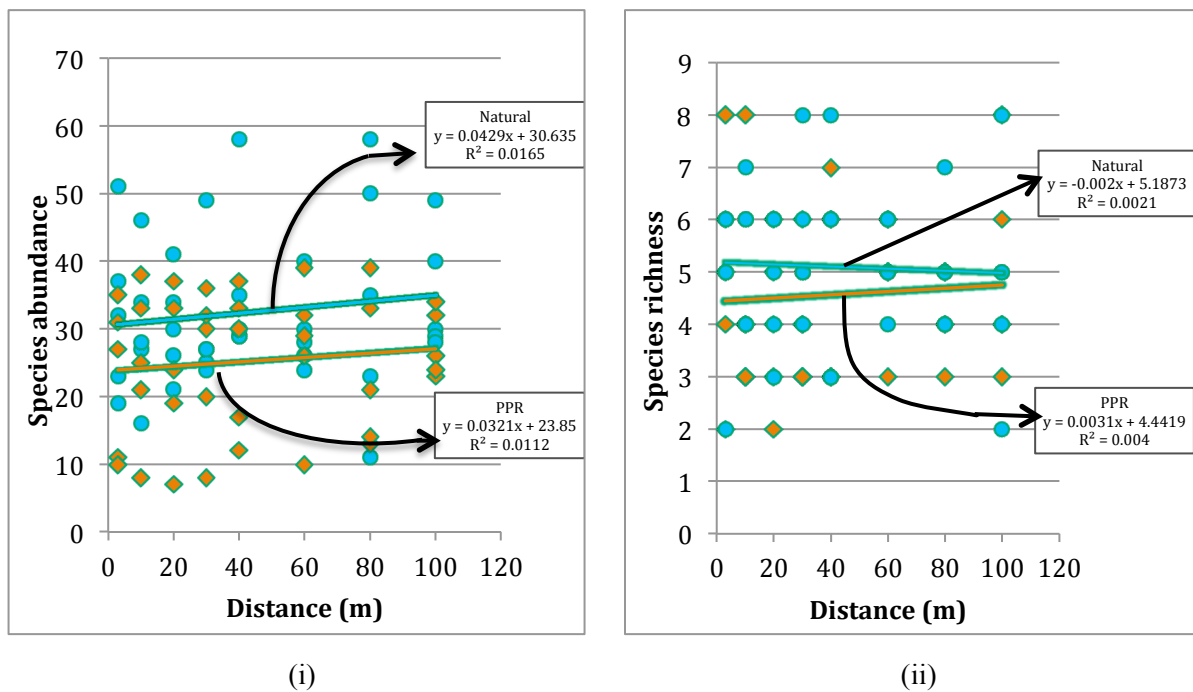 70
60
50
40
30
20
10
0
Species abundance
0 20 40 60 80 100 120
Distance (m)
Natural
y = 0.0429x + 30.635
R² = 0.0165
PPR
y = 0.0321x + 23.85
R² = 0.0112
(i)
9
8
7
6
5
4
3
2
1
0
Species richness
0 20 40 60 80 100 120
Distance (m)
Natural
y = -0.002x + 5.1873
R² = 0.0021
PPR
y = 0.0031x + 4.4419
R² = 0.004
(ii)